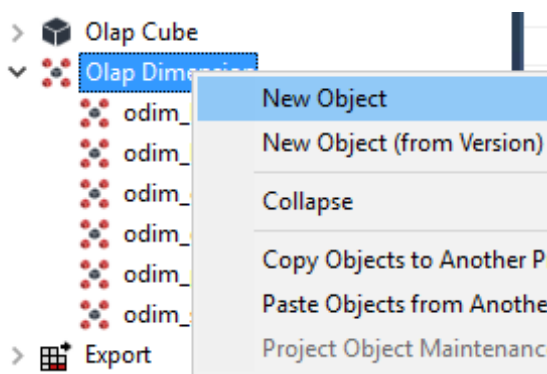 Olap Cube
Olap Dimension
New Object
odim_
New Object (from Version)
odim_
Collapse
odim_
odim_
Copy Objects to Another P
odim_
Paste Objects from Anothe
odim_
Project Object Maintenanc
Export